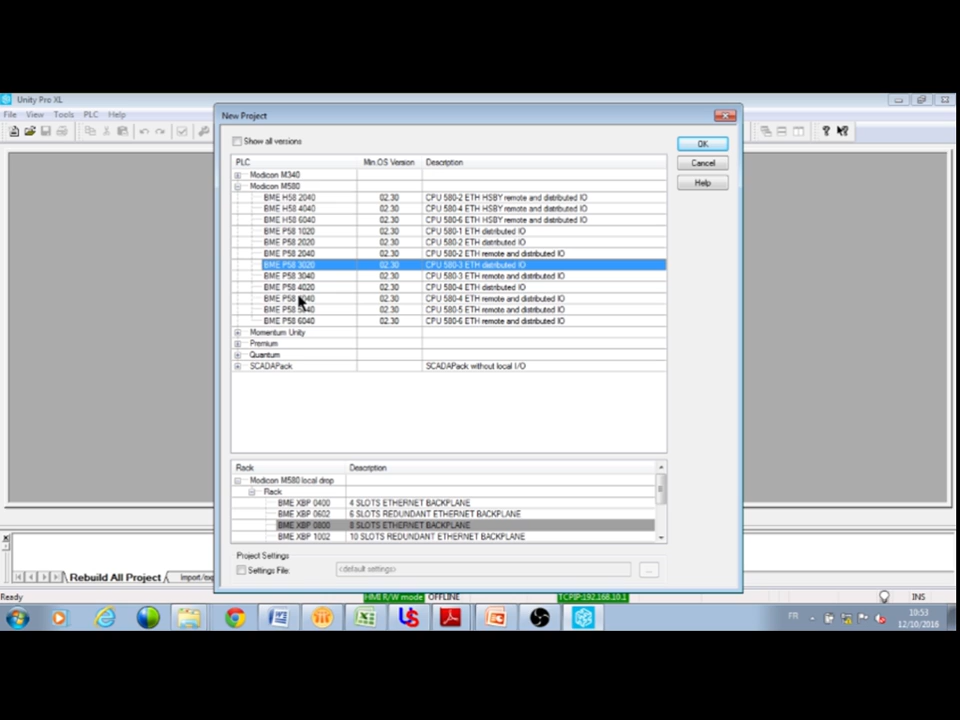 Unity Pro XL
File View Tools PLC Help
New Project
Show all versions
OK
Cancel
Help
PLC Min.OS Version Description
Modicon M340
Modicon M580
BME H58 2040 02.30 CPU 580-2 ETH HSBY remote and distributed IO
BME H58 4040 02.30 CPU 580-4 ETH HSBY remote and distributed IO
BME H58 6040 02.30 CPU 580-6 ETH HSBY remote and distributed IO
BME P58 1020 02.30 CPU 580-1 ETH distributed IO
BME P58 2020 02.30 CPU 580-2 ETH distributed IO
BME P58 2040 02.30 CPU 580-2 ETH remote and distributed IO
BME P58 3020 02.30 CPU 580-3 ETH distributed IO
BME P58 3040 02.30 CPU 580-3 ETH remote and distributed IO
BME P58 4020 02.30 CPU 580-4 ETH distributed IO
BME P58 4040 02.30 CPU 580-4 ETH remote and distributed IO
BME P58 5040 02.30 CPU 580-5 ETH remote and distributed IO
BME P58 6040 02.30 CPU 580-6 ETH remote and distributed IO
Momentum Unity
Premium
Quantum
SCADAPack SCADAPack without local I/O
Rack Description
Modicon M580 local drop
Rack
BME XBP 0400 4 SLOTS ETHERNET BACKPLANE
BME XBP 0602 6 SLOTS REDUNDANT ETHERNET BACKPLANE
BME XBP 0800 8 SLOTS ETHERNET BACKPLANE
BME XBP 1002 10 SLOTS REDUNDANT ETHERNET BACKPLANE
Project Settings
Settings File: <default settings> ...
Rebuild All Project Import/exp
Ready HMI R/W mode OFFLINE TCPIP:192.168.10.1 INS
FR 10:53
12/10/2016